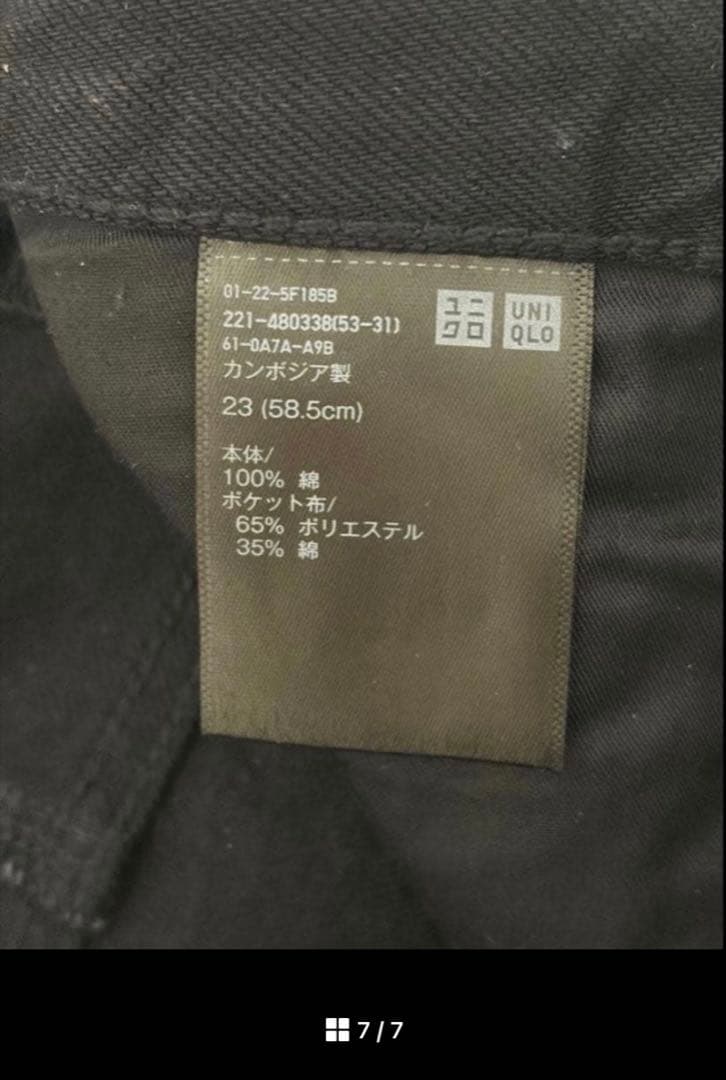 01-22-5F185B
221-480338(53-31)
61-0A7A-A9B
カンボジア製
23 (58.5cm)
本体/
100% 綿
ポケット布/
65% ポリエステル
35% 綿
ユニ
クロ
UNI
QLO
7 / 7